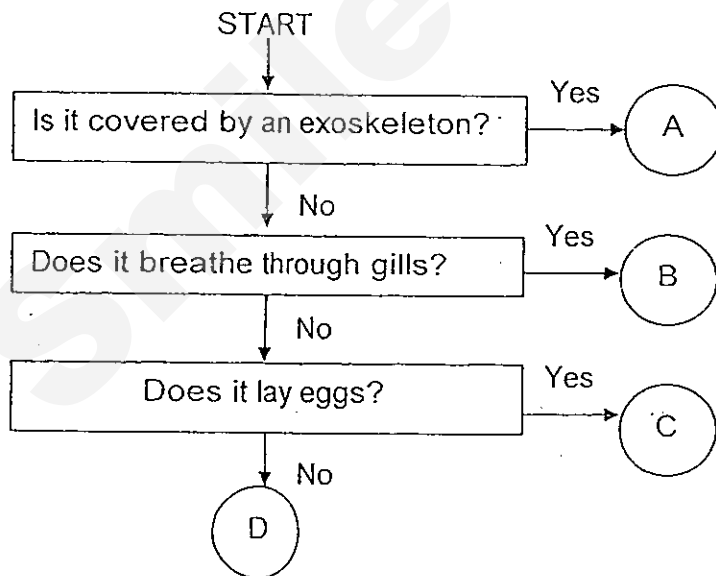 START
Is it covered by an exoskeleton?
Yes
A
No
Does it breathe through gills?
Yes
B
No
Does it lay eggs?
Yes
C
No
D
smile